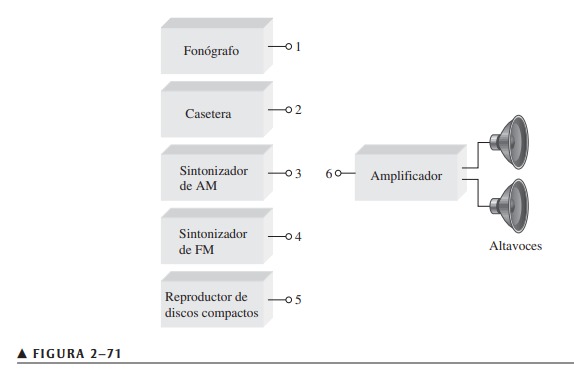 Fonógrafo
1
Casetera
2
Sintonizador
de AM
3
6
Amplificador
Sintonizador
de FM
4
Altavoces
Reproductor de
discos compactos
5
▲ FIGURA 2–71